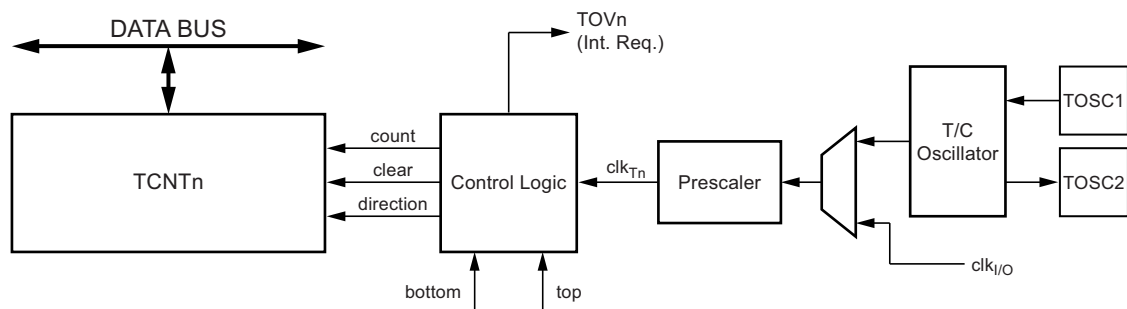 DATA BUS
TOVn
(Int. Req.)
TCNTn
count
clear
direction
Control Logic
clkTn
Prescaler
T/C
Oscillator
TOSC1
TOSC2
clkI/O
bottom
top